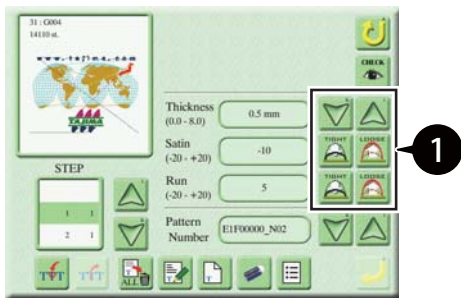 31 : G004
14110 st.
www.tajima.com
TAJIMA
CHECK
Thickness
(0.0 - 8.0)
0.5 mm
Satin
(-20 - +20)
-10
TIGHT
LOOSE
Run
(-20 - +20)
5
TIGHT
LOOSE
1
STEP
1 1
2 1
Pattern
Number
E1F00000_N02
ALL